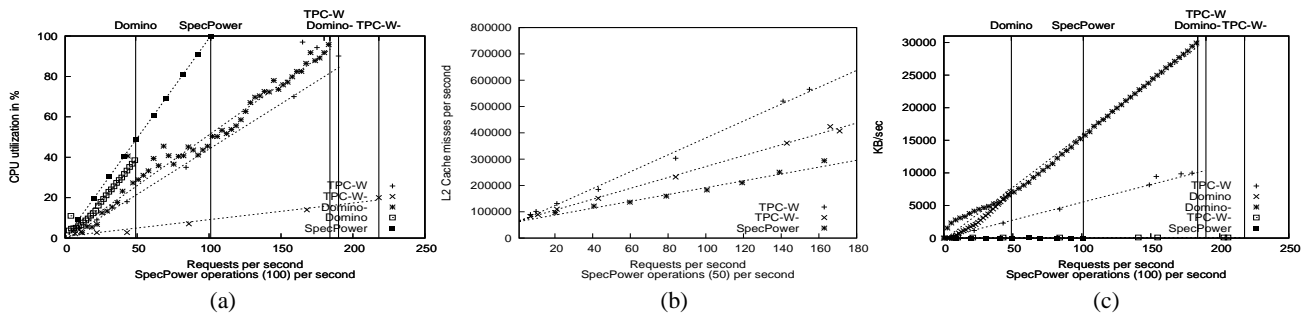 TPC-W
Domino SpecPower Domino- TPC-W-
CPU utilization in %
100
80
60
40
20
0
TPC-W
TPC-W-
Domino-
Domino
SpecPower
0 50 100 150 200 250
Requests per second
SpecPower operations (100) per second
(a)
L2 Cache misses per second
800000
700000
600000
500000
400000
300000
200000
100000
0
TPC-W
TPC-W-
SpecPower
0 20 40 60 80 100 120 140 160 180
Requests per second
SpecPower operations (50) per second
(b)
TPC-W
Domino SpecPower Domino- TPC-W-
KB/sec
30000
25000
20000
15000
10000
5000
0
TPC-W
Domino
Domino-
TPC-W-
SpecPower
0 50 100 150 200 250
Requests per second
SpecPower operations (100) per second
(c)